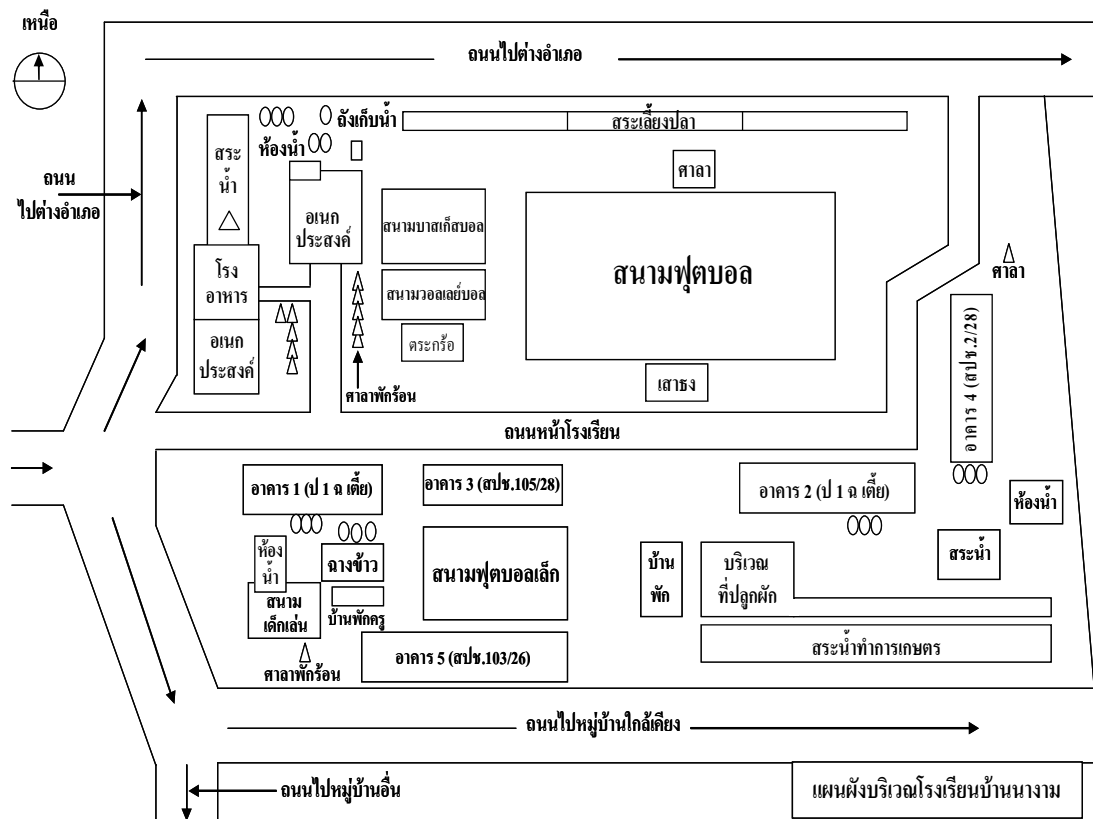 เหนือ
ถนนไปต่างอำเภอ
ถังเก็บน้ำ
สระเลี้ยงปลา
ห้องน้ำ
สระ
น้ำ
ศาลา
ถนน
ไปต่างอำเภอ
อเนก
ประสงค์
สนามบาสเก็สบอล
สนามฟุตบอล
ศาลา
โรง
อาหาร
สนามวอลเลย์บอล
อเนก
ประสงค์
ตระกร้อ
เสาธง
ศาลาพักร้อน
อาคาร 4 (สปช.2/28)
ถนนหน้าโรงเรียน
อาคาร 1 (ป 1 ฉ เตี้ย)
อาคาร 3 (สปช.105/28)
อาคาร 2 (ป 1 ฉ เตี้ย)
ห้องน้ำ
ห้อง
น้ำ
ฉางข้าว
สนามฟุตบอลเล็ก
บ้าน
พัก
บริเวณ
ที่ปลูกผัก
สระน้ำ
สนาม
เด็กเล่น
บ้านพักครู
อาคาร 5 (สปช.103/26)
สระน้ำทำการเกษตร
ศาลาพักร้อน
ถนนไปหมู่บ้านใกล้เคียง
ถนนไปหมู่บ้านอื่น
แผนผังบริเวณโรงเรียนบ้านนางาม